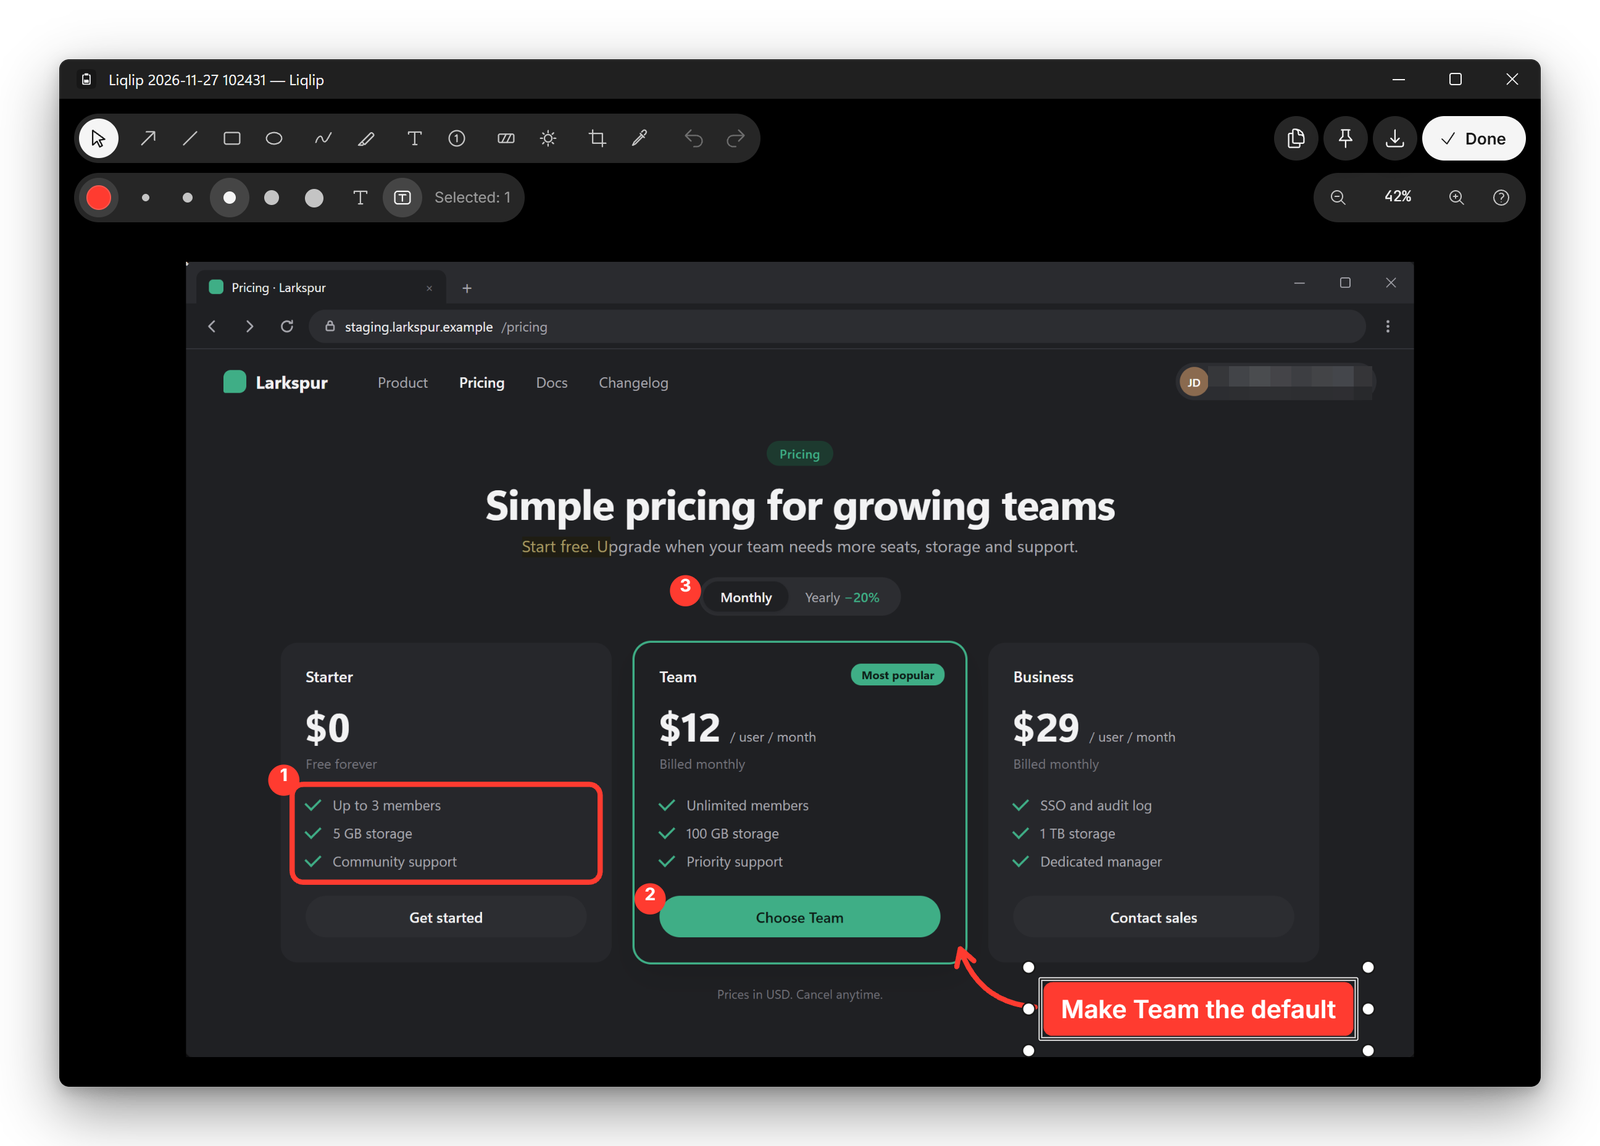 Liqlip 2026-11-27 102431 — Liqlip
Done
Selected: 1
42%
Pricing · Larkspur
staging.larkspur.example /pricing
Larkspur Product Pricing Docs Changelog
JD
Pricing
Simple pricing for growing teams
Start free. Upgrade when your team needs more seats, storage and support.
3
Monthly Yearly −20%
Starter
$0
Free forever
1
Up to 3 members
5 GB storage
Community support
Get started
Team Most popular
$12 / user / month
Billed monthly
Unlimited members
100 GB storage
Priority support
2
Choose Team
Business
$29 / user / month
Billed monthly
SSO and audit log
1 TB storage
Dedicated manager
Contact sales
Prices in USD. Cancel anytime.
Make Team the default